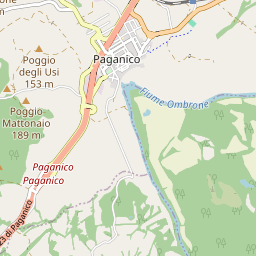 Paganico
Poggio
degli Usi
153 m
Fiume Ombrone
Poggio
Mattonaio
189 m
Paganico
Paganico
di Paganico